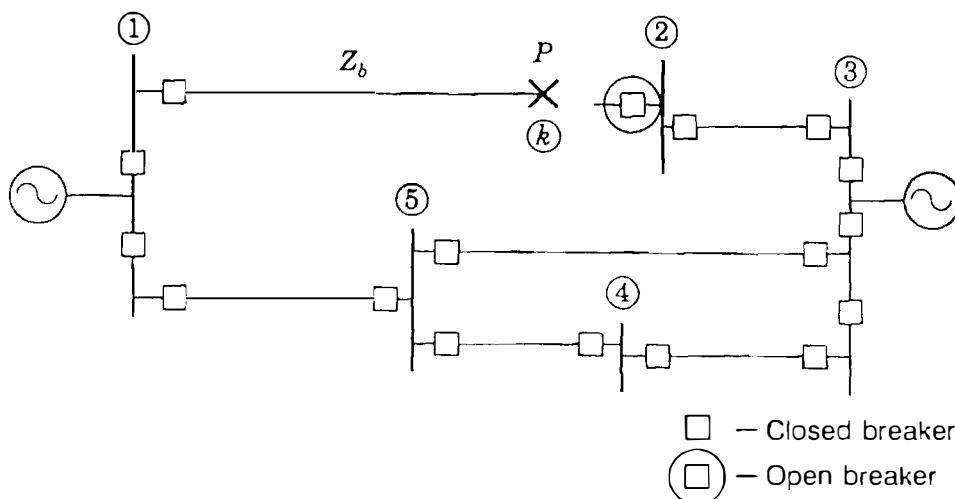 ①
Z_b
P
②
③
ⓚ
⑤
④
– Closed breaker
– Open breaker